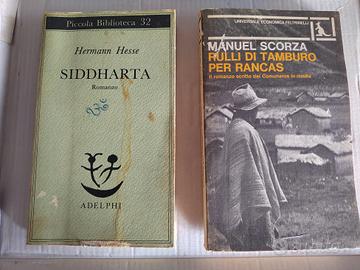 Piccola Biblioteca 32
Hermann Hesse
SIDDHARTA
Romanzo
ADELPHI
UNIVERSALE ECONOMICA FELTRINELLI
MANUEL SCORZA
RULLI DI TAMBURO
PER RANCAS
Il romanzo scritto dai Comuneros in rivolta